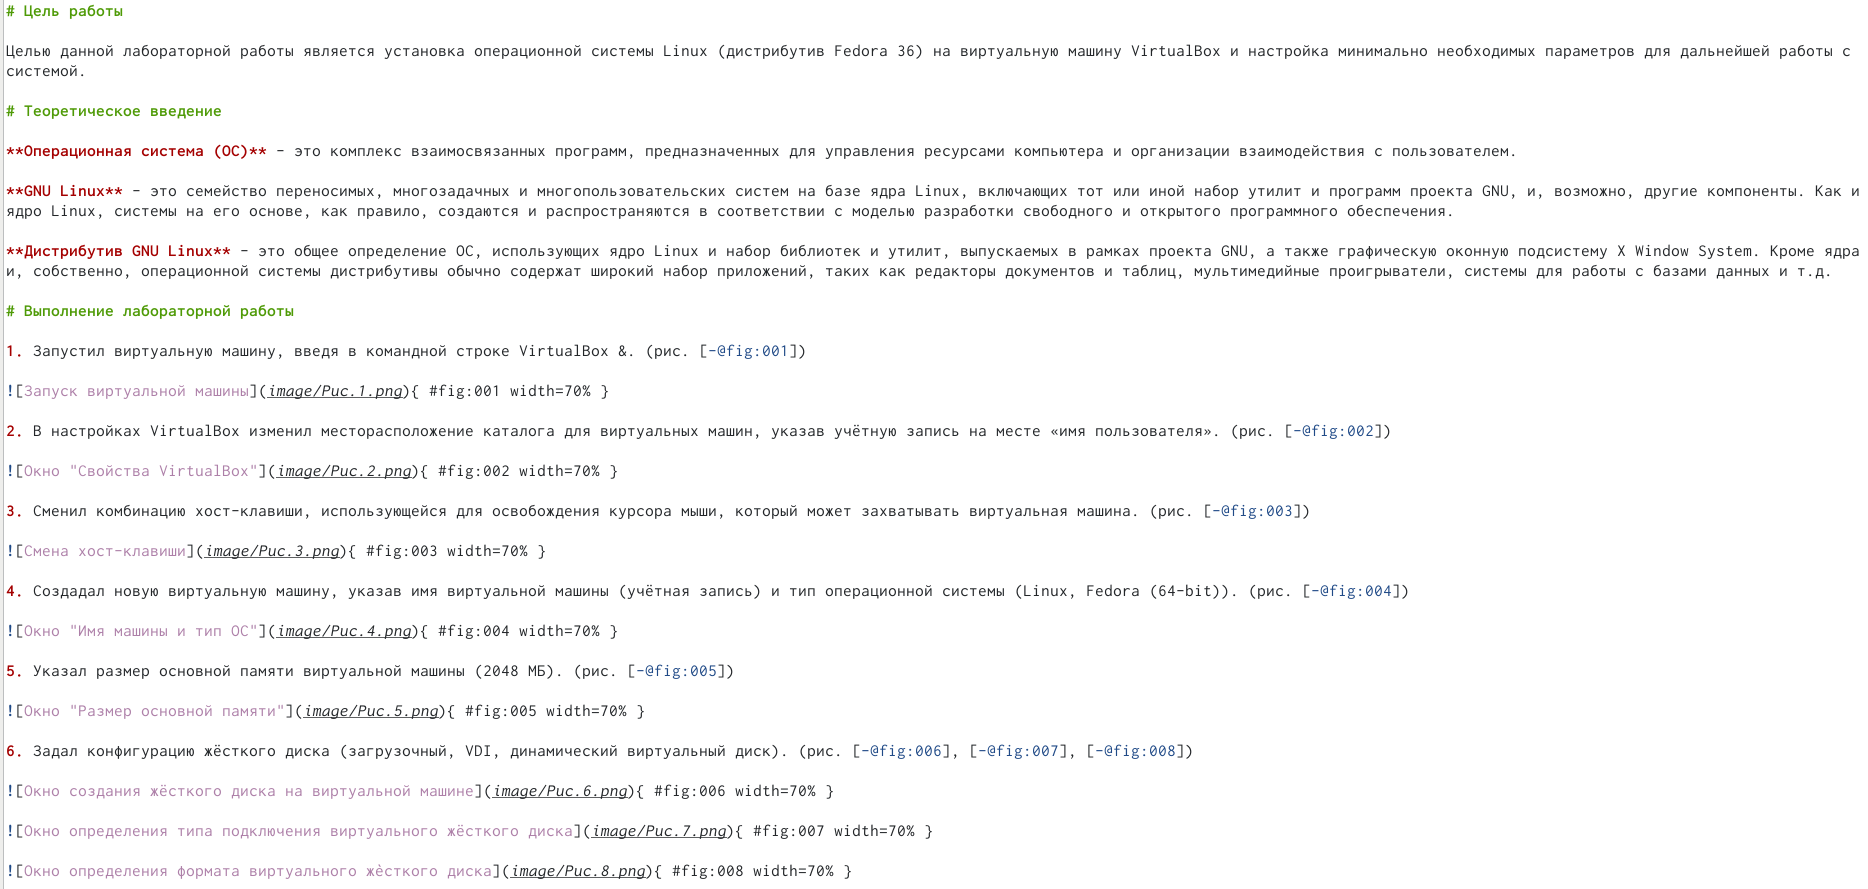 # Цель работы
Целью данной лабораторной работы является установка операционной системы Linux (дистрибутив Fedora 36) на виртуальную машину VirtualBox и настройка минимально необходимых параметров для дальнейшей работы с
системой.
# Теоретическое введение
**Операционная система (ОС)** – это комплекс взаимосвязанных программ, предназначенных для управления ресурсами компьютера и организации взаимодействия с пользователем.
**GNU Linux** – это семейство переносимых, многозадачных и многопользовательских систем на базе ядра Linux, включающих тот или иной набор утилит и программ проекта GNU, и, возможно, другие компоненты. Как и
ядро Linux, системы на его основе, как правило, создаются и распространяются в соответствии с моделью разработки свободного и открытого программного обеспечения.
**Дистрибутив GNU Linux** – это общее определение ОС, использующих ядро Linux и набор библиотек и утилит, выпускаемых в рамках проекта GNU, а также графическую оконную подсистему X Window System. Кроме ядра
и, собственно, операционной системы дистрибутивы обычно содержат широкий набор приложений, таких как редакторы документов и таблиц, мультимедийные проигрыватели, системы для работы с базами данных и т.д.
# Выполнение лабораторной работы
1. Запустил виртуальную машину, введя в командной строке VirtualBox &. (рис. [-@fig:001])
![Запуск виртуальной машины](image/Рис.1.png){ #fig:001 width=70% }
2. В настройках VirtualBox изменил месторасположение каталога для виртуальных машин, указав учётную запись на месте «имя пользователя». (рис. [-@fig:002])
![Окно "Свойства VirtualBox"](image/Рис.2.png){ #fig:002 width=70% }
3. Сменил комбинацию хост-клавиши, использующейся для освобождения курсора мыши, который может захватывать виртуальная машина. (рис. [-@fig:003])
![Смена хост-клавиши](image/Рис.3.png){ #fig:003 width=70% }
4. Создадал новую виртуальную машину, указав имя виртуальной машины (учётная запись) и тип операционной системы (Linux, Fedora (64-bit)). (рис. [-@fig:004])
![Окно "Имя машины и тип ОС"](image/Рис.4.png){ #fig:004 width=70% }
5. Указал размер основной памяти виртуальной машины (2048 МБ). (рис. [-@fig:005])
![Окно "Размер основной памяти"](image/Рис.5.png){ #fig:005 width=70% }
6. Задал конфигурацию жёсткого диска (загрузочный, VDI, динамический виртуальный диск). (рис. [-@fig:006], [-@fig:007], [-@fig:008])
![Окно создания жёсткого диска на виртуальной машине](image/Рис.6.png){ #fig:006 width=70% }
![Окно определения типа подключения виртуального жёсткого диска](image/Рис.7.png){ #fig:007 width=70% }
![Окно определения формата виртуального жѐсткого диска](image/Рис.8.png){ #fig:008 width=70% }